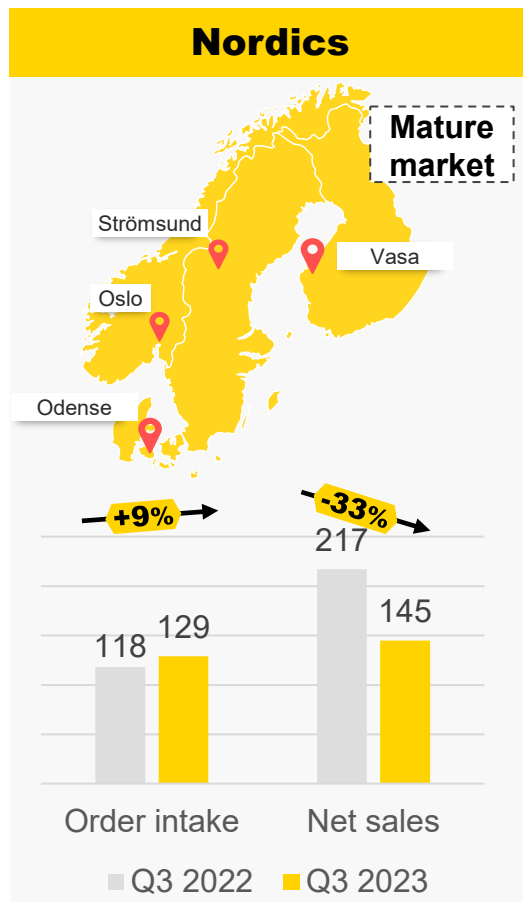 Nordics
Mature
market
Strömsund
Vasa
Oslo
Odense
+9%
-33%
217
145
118
129
Order intake
Net sales
Q3 2022
Q3 2023